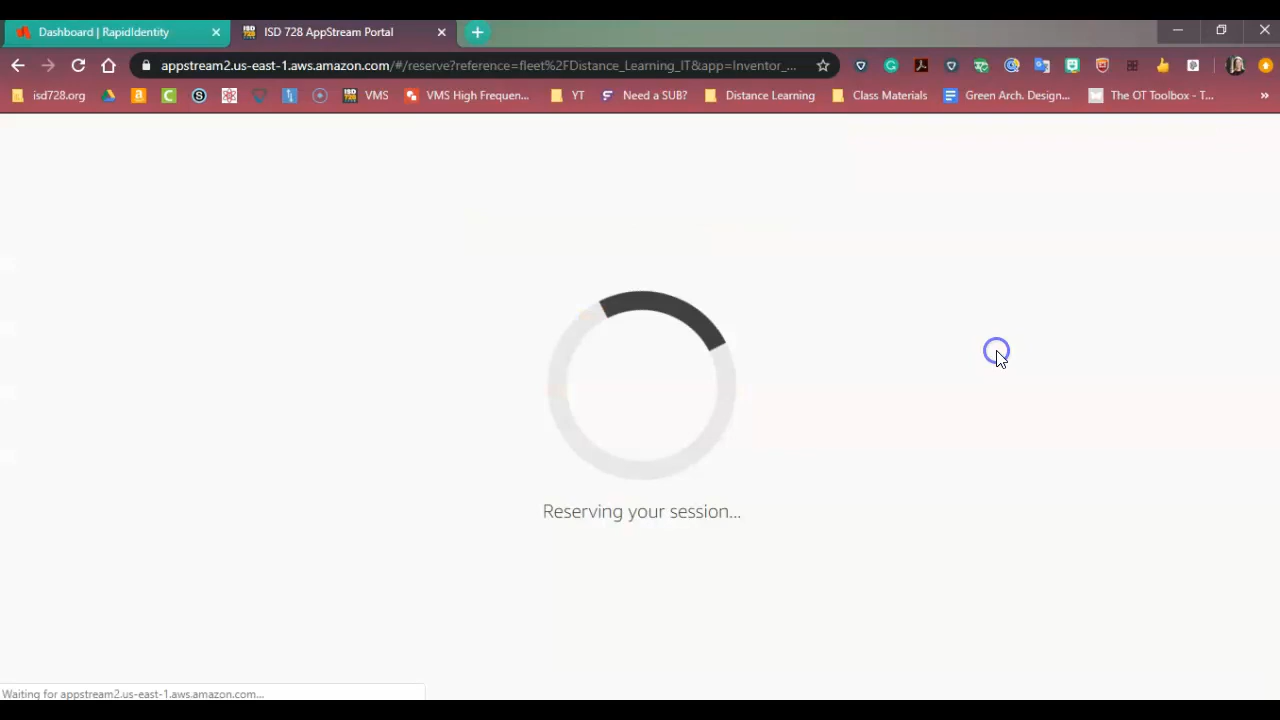 Dashboard | RapidIdentity
ISD 728 AppStream Portal
appstream2.us-east-1.aws.amazon.com/#/reserve?reference=fleet%2FDistance_Learning_IT&app=Inventor_...
isd728.org
VMS
VMS High Frequen...
YT
Need a SUB?
Distance Learning
Class Materials
Green Arch. Design...
The OT Toolbox - T...
»
Reserving your session...
Waiting for appstream2.us-east-1.aws.amazon.com...